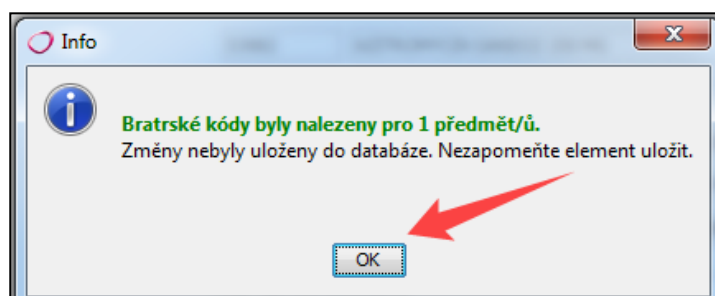 Info
Bratrské kódy byly nalezeny pro 1 předmět/ů.
Změny nebyly uloženy do databáze. Nezapomeňte element uložit.
OK